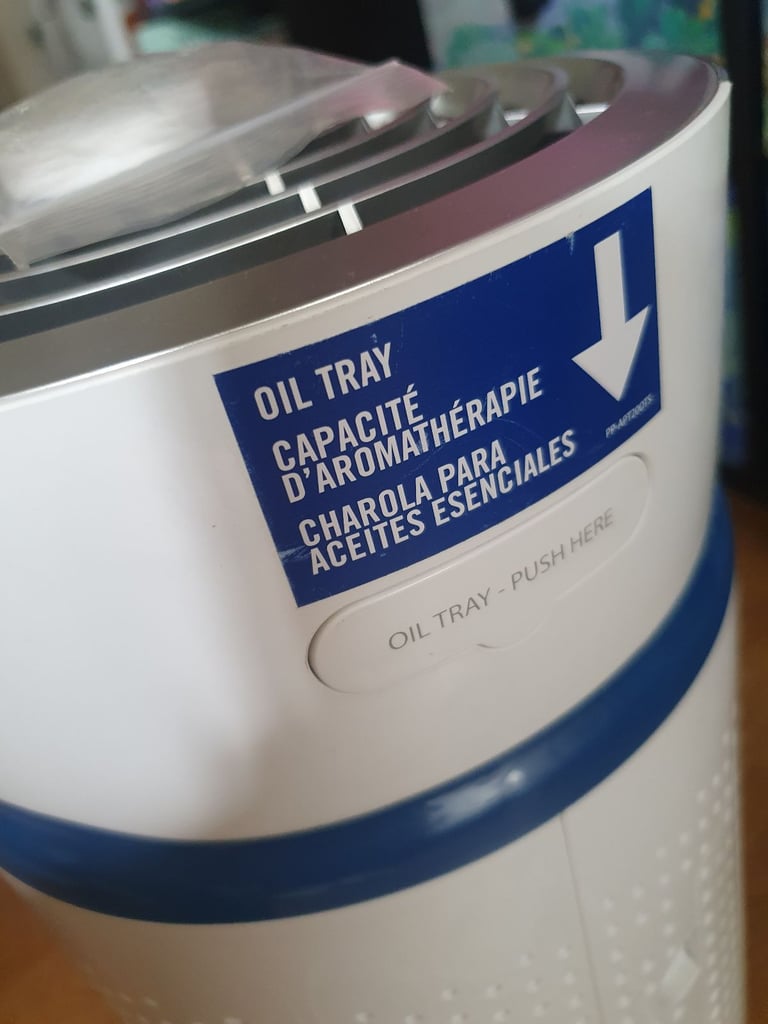 OIL TRAY
CAPACITÉ
D'AROMATHÉRAPIE
CHAROLA PARA
ACEITES ESENCIALES
OIL TRAY - PUSH HERE